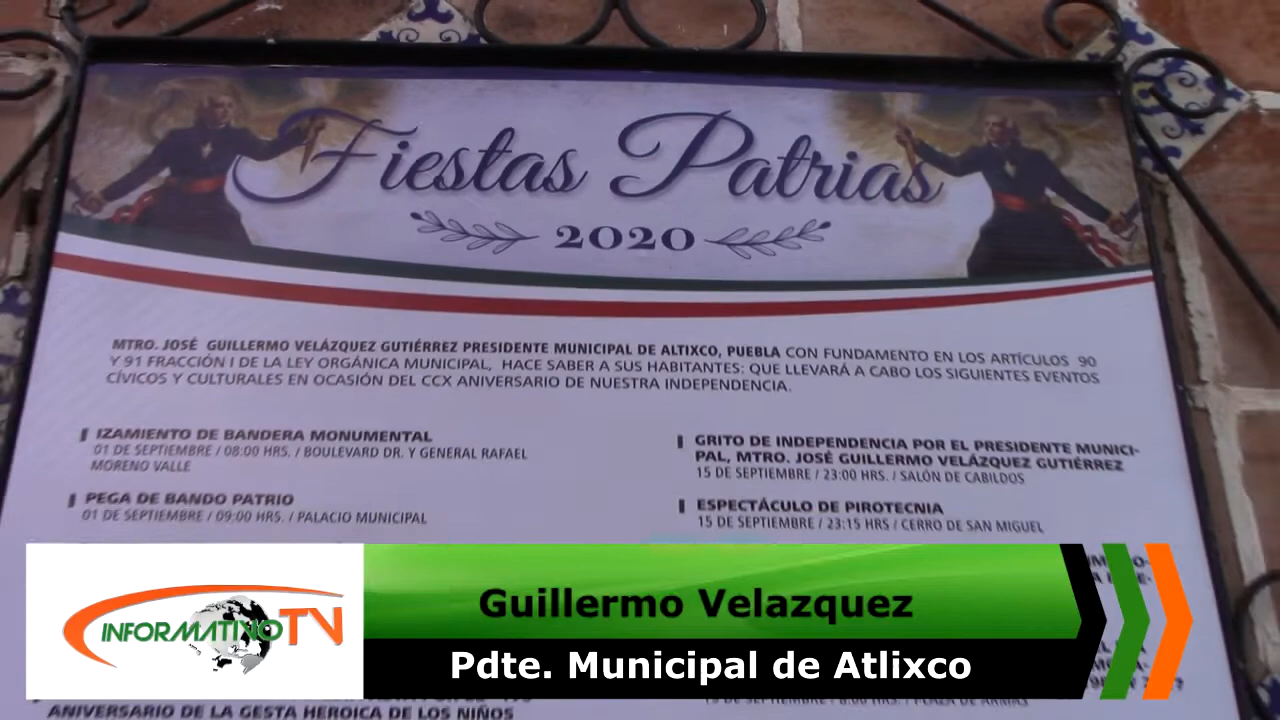 Fiestas Patrias
2020
MTRO. JOSÉ GUILLERMO VELÁZQUEZ GUTIÉRREZ PRESIDENTE MUNICIPAL DE ALTIXCO, PUEBLA CON FUNDAMENTO EN LOS ARTÍCULOS 90
Y 91 FRACCIÓN I DE LA LEY ORGÁNICA MUNICIPAL, HACE SABER A SUS HABITANTES: QUE LLEVARÁ A CABO LOS SIGUIENTES EVENTOS
CÍVICOS Y CULTURALES EN OCASIÓN DEL CCX ANIVERSARIO DE NUESTRA INDEPENDENCIA.
IZAMIENTO DE BANDERA MONUMENTAL
01 DE SEPTIEMBRE / 08:00 HRS. / BOULEVARD DR. Y GENERAL RAFAEL
MORENO VALLE
PEGA DE BANDO PATRIO
01 DE SEPTIEMBRE / 09:00 HRS. / PALACIO MUNICIPAL
GRITO DE INDEPENDENCIA POR EL PRESIDENTE MUNICI-
PAL, MTRO. JOSÉ GUILLERMO VELÁZQUEZ GUTIÉRREZ
15 DE SEPTIEMBRE / 23:00 HRS. / SALÓN DE CABILDOS
ESPECTÁCULO DE PIROTECNIA
15 DE SEPTIEMBRE / 23:15 HRS / CERRO DE SAN MIGUEL
INFORMATIVO TV
Guillermo Velazquez
Pdte. Municipal de Atlixco
ANIVERSARIO DE LA GESTA HEROICA DE LOS NIÑOS